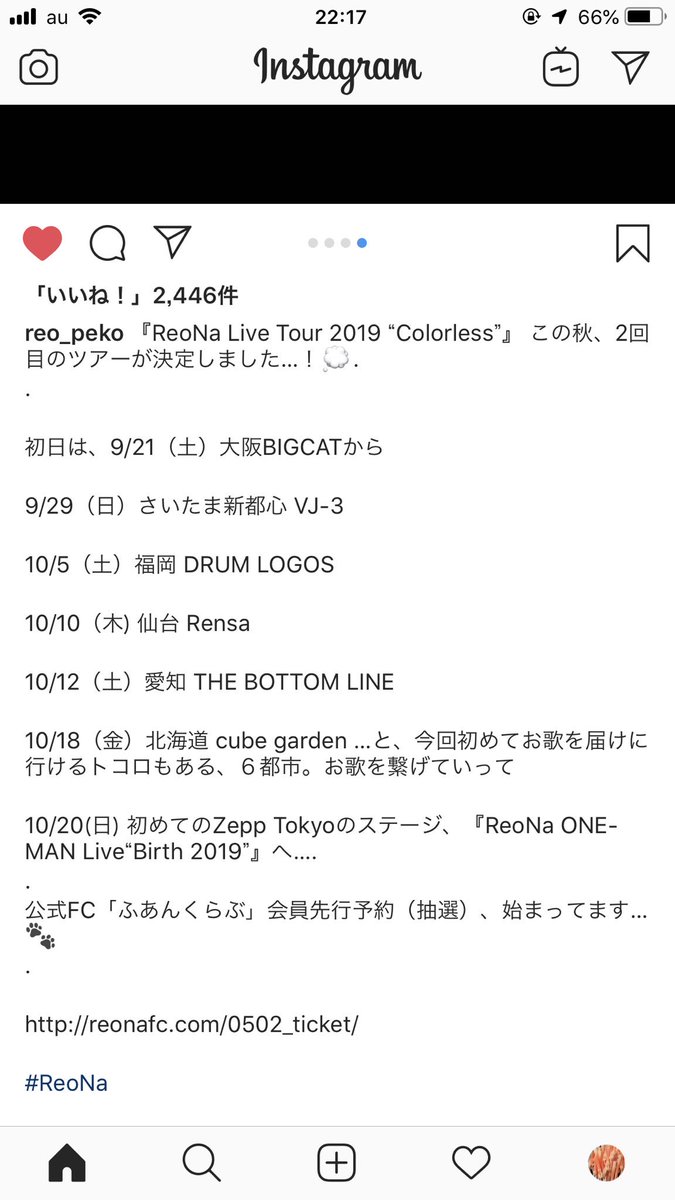 au 22:17 66%
Instagram
「いいね！」2,446件
reo_peko 『ReoNa Live Tour 2019 “Colorless”』 この秋、2回
目のツアーが決定しました...！💭.
.
初日は、9/21（土）大阪BIGCATから
9/29（日）さいたま新都心 VJ-3
10/5（土）福岡 DRUM LOGOS
10/10（木) 仙台 Rensa
10/12（土）愛知 THE BOTTOM LINE
10/18（金）北海道 cube garden ...と、今回初めてお歌を届けに
行けるトコロもある、６都市。お歌を繋げていって
10/20(日) 初めてのZepp Tokyoのステージ、『ReoNa ONE-
MAN Live“Birth 2019”』へ....
.
公式FC「ふあんくらぶ」会員先行予約（抽選）、始まってます...
🐾
.
http://reonafc.com/0502_ticket/
#ReoNa